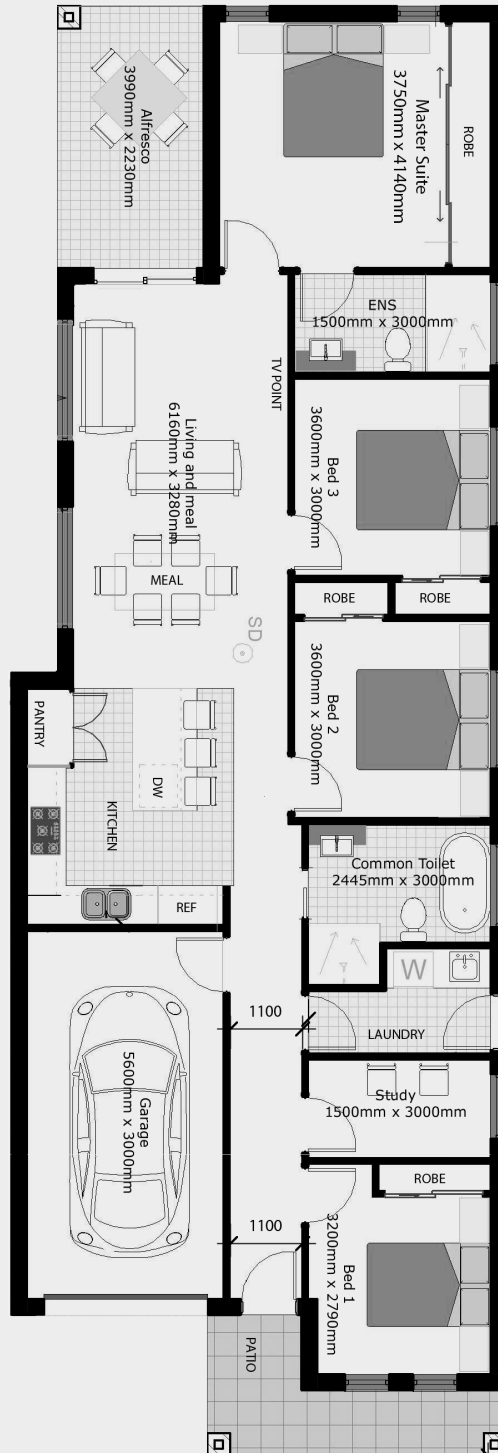 Alfresco
3990mm x 2230mm
Master Suite
3750mm x 4140mm
ROBE
ENS
1500mm x 3000mm
TV POINT
Living and meal
6160mm x 3280mm
Bed 3
3600mm x 3000mm
MEAL
ROBE
ROBE
SD
Bed 2
3600mm x 3000mm
PANTRY
DW
KITCHEN
REF
Common Toilet
2445mm x 3000mm
W
LAUNDRY
1100
Garage
5600mm x 3000mm
Study
1500mm x 3000mm
ROBE
1100
Bed 1
3200mm x 2790mm
PATIO